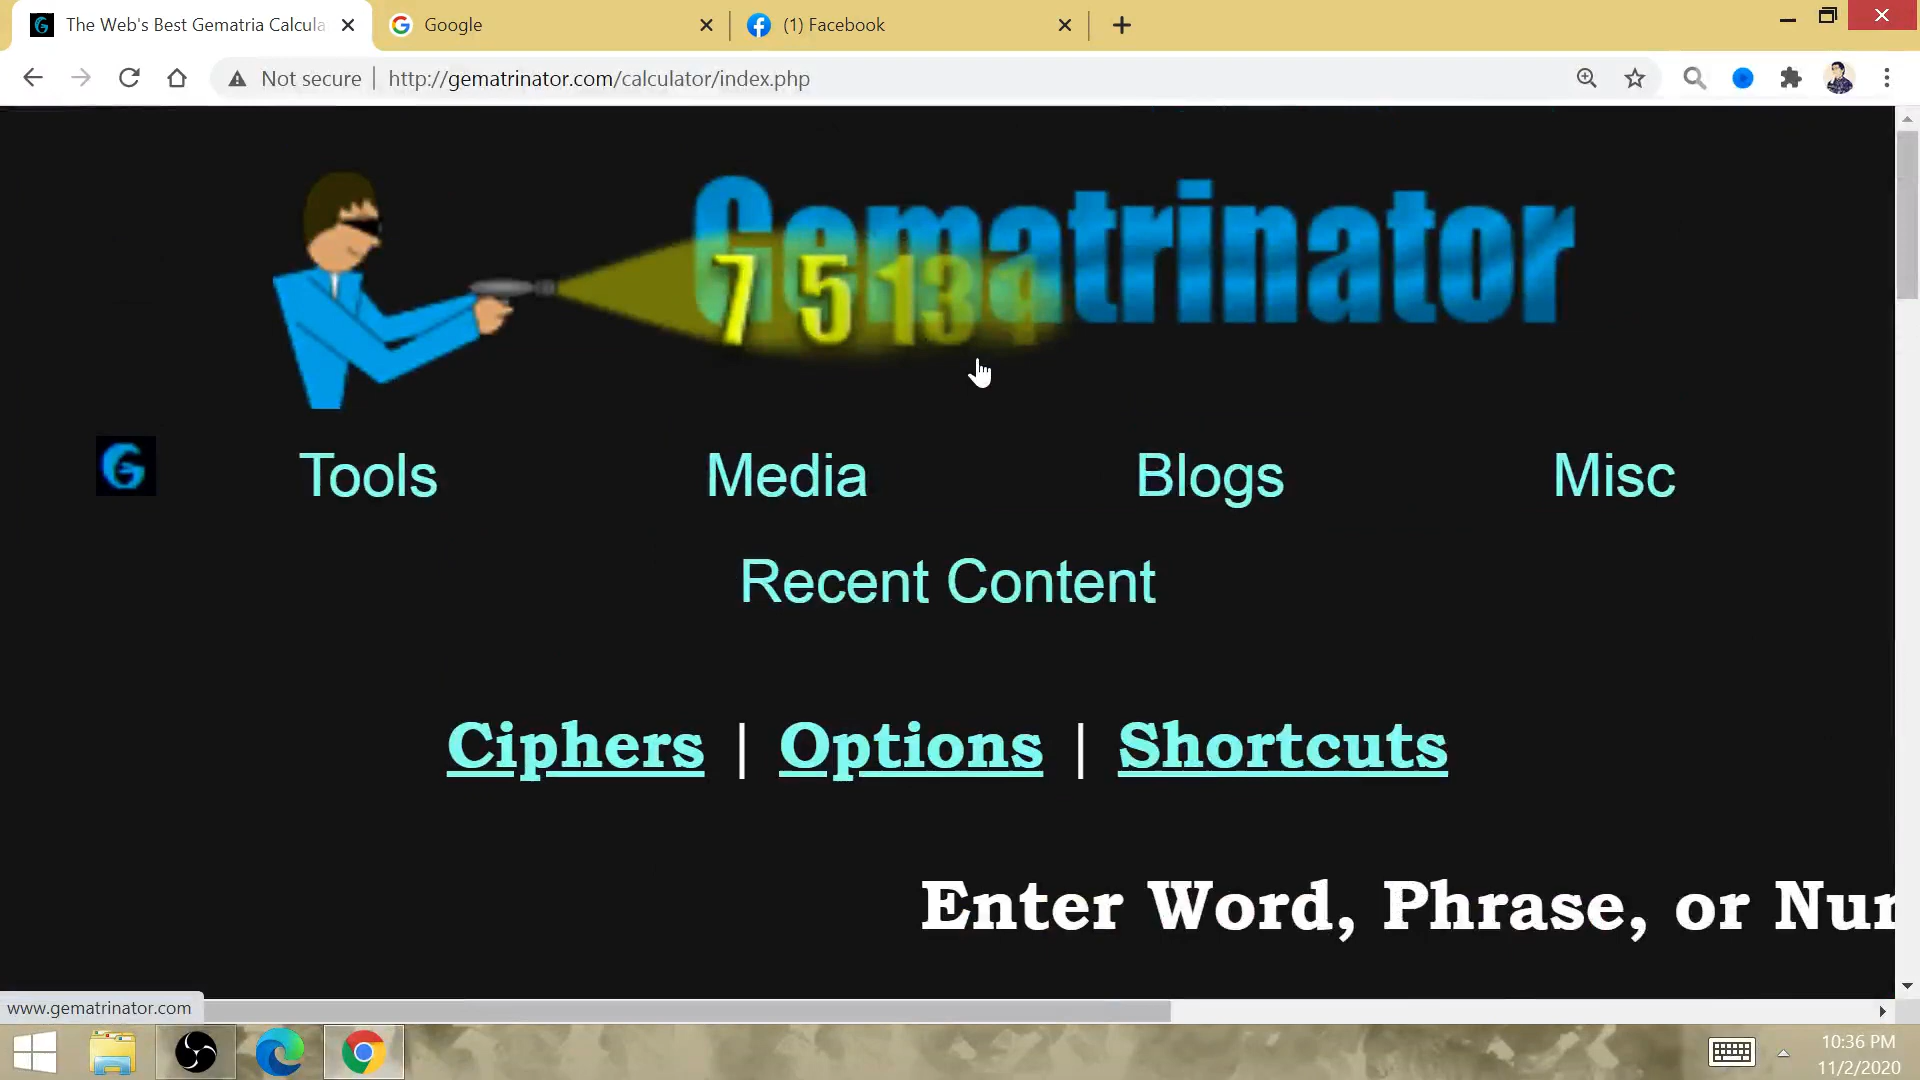 The Web's Best Gematria Calcula
Google
(1) Facebook
Not secure
http://gematrinator.com/calculator/index.php
Gematrinator
7 5 13
Tools
Media
Blogs
Misc
Recent Content
Ciphers | Options | Shortcuts
Enter Word, Phrase, or Nur
www.gematrinator.com
10:36 PM
11/2/2020